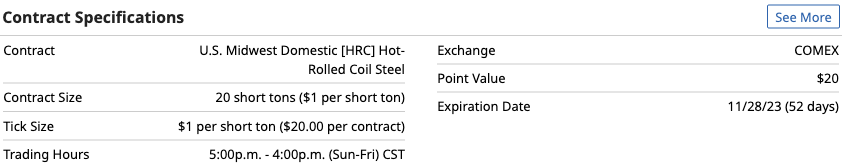 Contract Specifications
See More
Contract U.S. Midwest Domestic [HRC] Hot-
Rolled Coil Steel
Contract Size 20 short tons ($1 per short ton)
Tick Size $1 per short ton ($20.00 per contract)
Trading Hours 5:00p.m. - 4:00p.m. (Sun-Fri) CST
Exchange COMEX
Point Value $20
Expiration Date 11/28/23 (52 days)